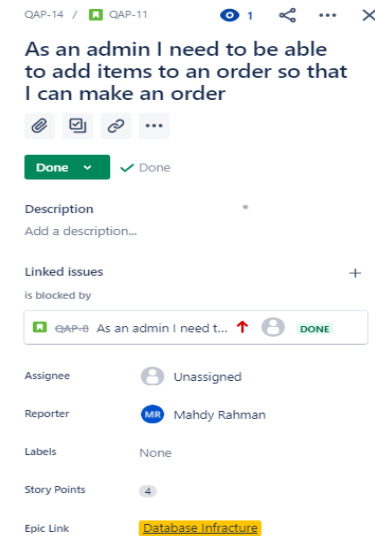 QAP-14 / QAP-11 1
As an admin I need to be able
to add items to an order so that
I can make an order
Done Done
Description
Add a description...
Linked issues
is blocked by
QAP-8 As an admin I need t... DONE
Assignee Unassigned
Reporter MR Mahdy Rahman
Labels None
Story Points 4
Epic Link Database Infracture